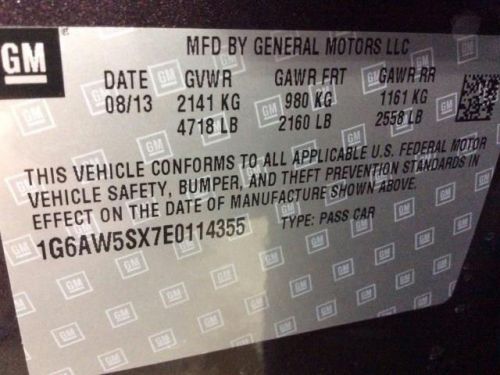 GM
MFD BY GENERAL MOTORS LLC
DATE GVWR GAWR FRT GAWR RR
08/13 2141 KG 980 KG 1161 KG
4718 LB 2160 LB 2558 LB
THIS VEHICLE CONFORMS TO ALL APPLICABLE U.S. FEDERAL MOTOR
VEHICLE SAFETY, BUMPER, AND THEFT PREVENTION STANDARDS IN
EFFECT ON THE DATE OF MANUFACTURE SHOWN ABOVE.
1G6AW5SX7E0114355 TYPE: PASS CAR